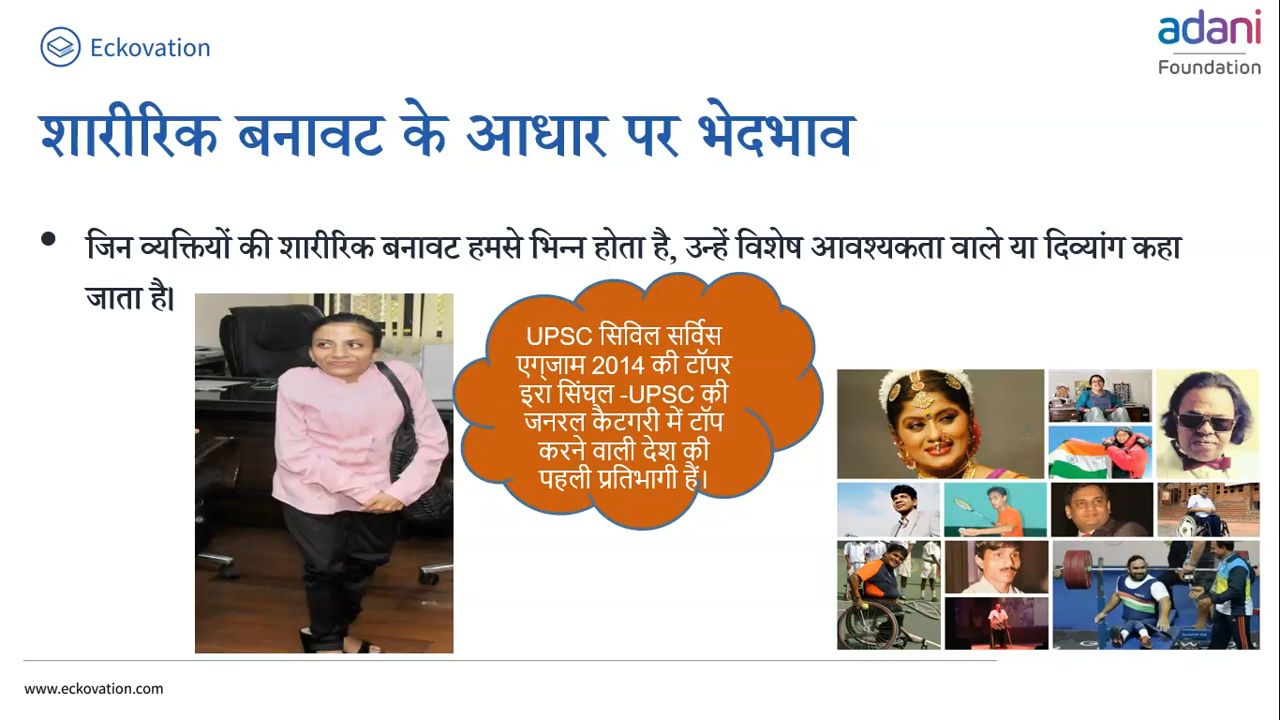 Eckovation
adani
Foundation
शारीरिक बनावट के आधार पर भेदभाव
• जिन व्यक्तियों की शारीरिक बनावट हमसे भिन्न होता है, उन्हें विशेष आवश्यकता वाले या दिव्यांग कहा
जाता है।
UPSC सिविल सर्विस
एग्जाम 2014 की टॉपर
इरा सिंघल -UPSC की
जनरल कैटगरी में टॉप
करने वाली देश की
पहली प्रतिभागी हैं।
www.eckovation.com